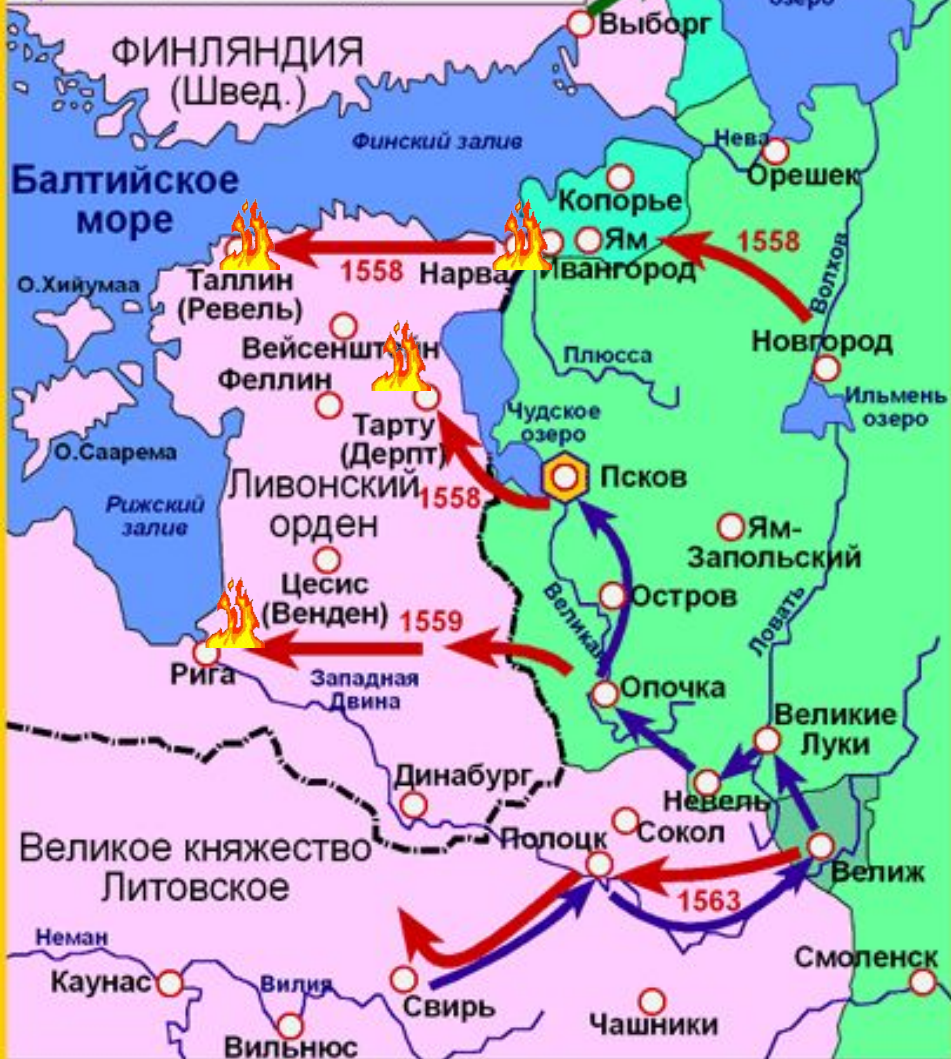 озеро
Выборг
ФИНЛЯНДИЯ
(Швед.)
Финский залив
Нева
Орешек
Балтийское
море
Копорье
Ям
1558
Таллин
(Ревель)
1558
Нарва
Ивангород
Волхов
О.Хийумаа
Новгород
Вейсенштейн
Плюсса
Феллин
Ильмень
озеро
Чудское
озеро
Тарту
(Дерпт)
О.Саарема
Псков
Ливонский
орден
1558
Рижский
залив
Ям-
Запольский
Цесис
(Венден)
1559
Остров
Великая
Ловать
Рига
Западная
Двина
Опочка
Великие
Луки
Динабург
Невель
Сокол
Полоцк
Великое княжество
Литовское
Велиж
1563
Неман
Каунас
Вилия
Свирь
Смоленск
Чашники
Вильнюс